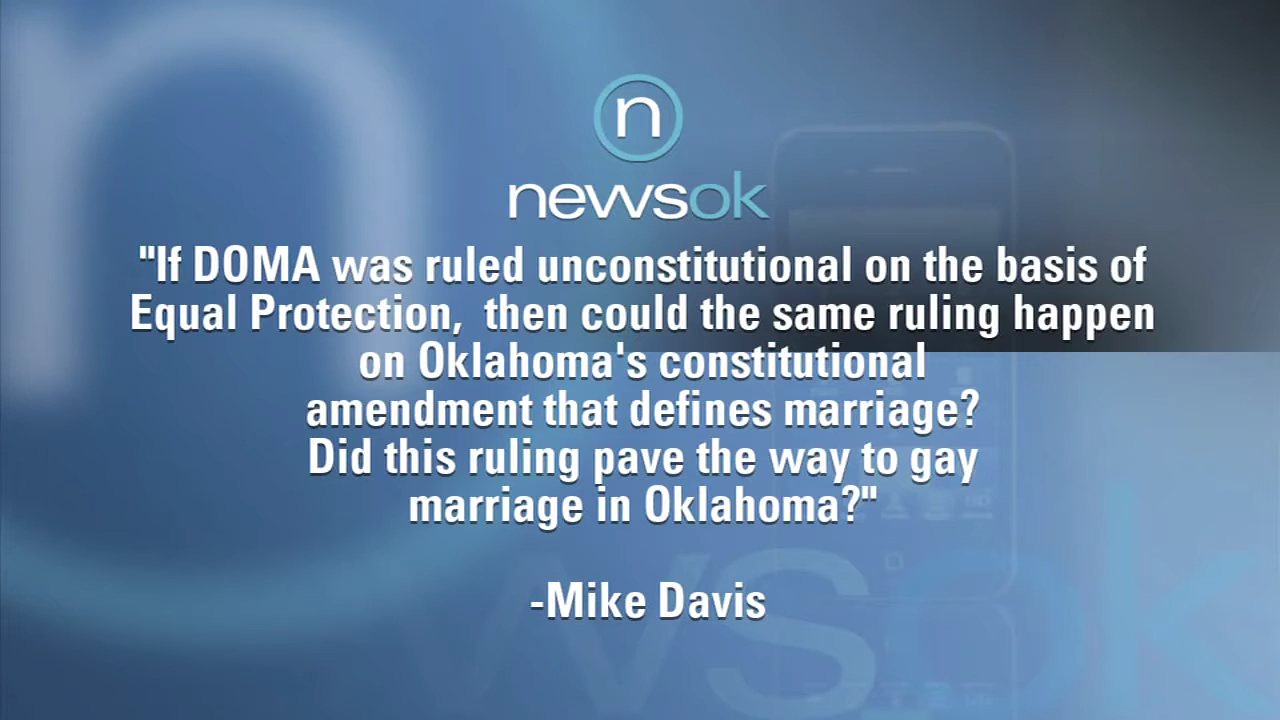 n
newsok
"If DOMA was ruled unconstitutional on the basis of
Equal Protection,  then could the same ruling happen
on Oklahoma's constitutional
amendment that defines marriage?
Did this ruling pave the way to gay
marriage in Oklahoma?"
-Mike Davis
n
wsok